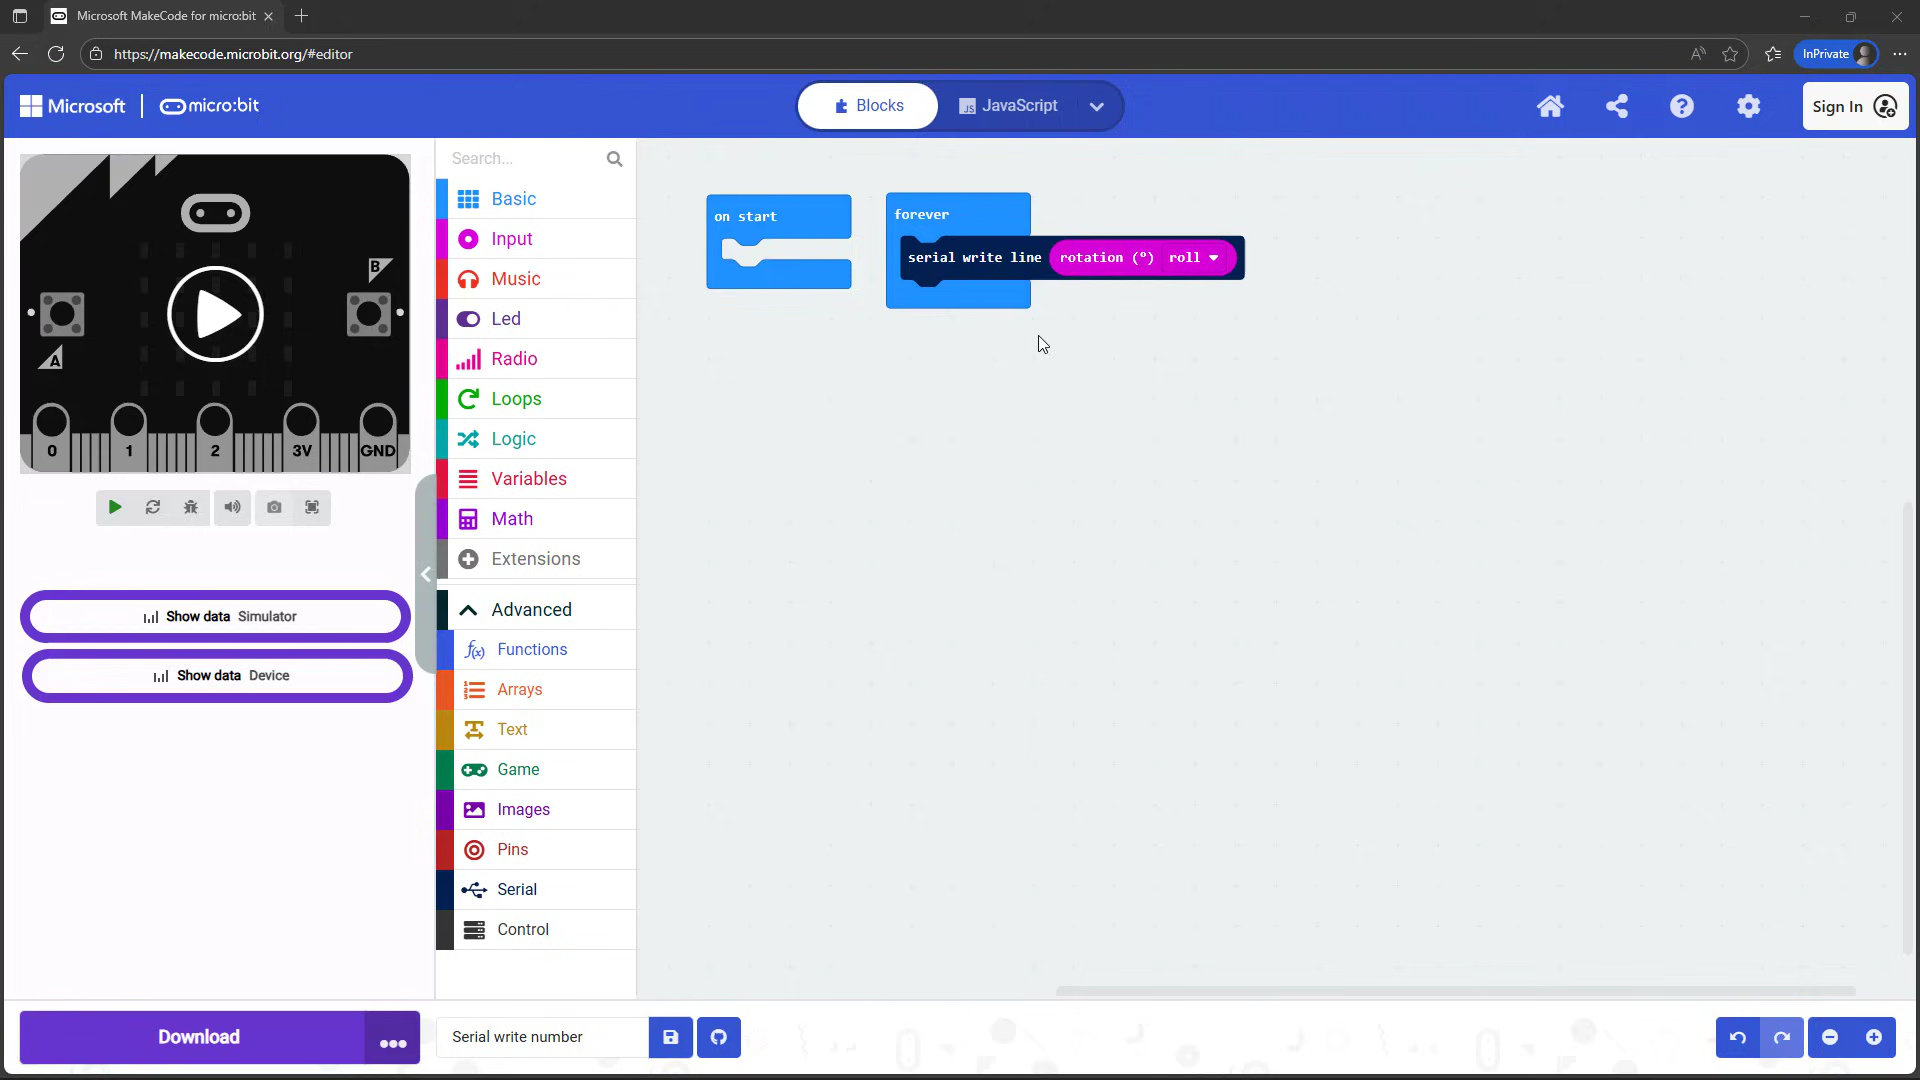 Microsoft MakeCode for micro:bit
https://makecode.microbit.org/#editor
InPrivate
Microsoft
micro:bit
Blocks
JS JavaScript
Sign In
Search...
Basic
Input
Music
Led
Radio
Loops
Logic
Variables
Math
Extensions
Advanced
Functions
Arrays
Text
Game
Images
Pins
Serial
Control
on start
forever
serial write line rotation (°) roll
B
A
0 1 2 3V GND
Show data Simulator
Show data Device
Download
Serial write number